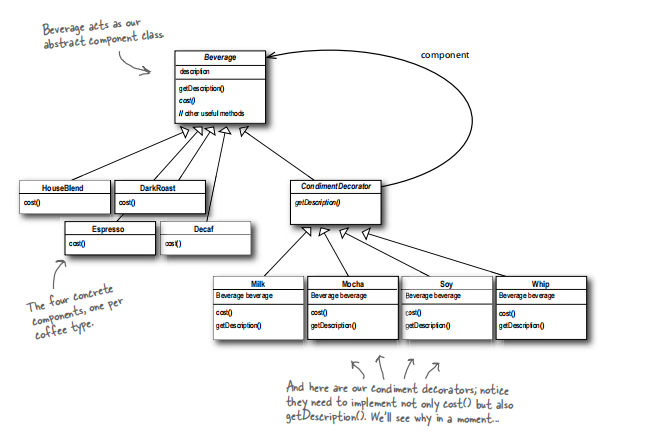 Beverage acts as our
abstract component class.
Beverage
description
getDescription()
cost()
// other useful methods
component
HouseBlend
cost()
DarkRoast
cost()
Espresso
cost()
Decaf
cost()
CondimentDecorator
getDescription()
The four concrete
components, one per
coffee type.
Milk
Beverage beverage
cost()
getDescription()
Mocha
Beverage beverage
cost()
getDescription()
Soy
Beverage beverage
cost()
getDescription()
Whip
Beverage beverage
cost()
getDescription()
And here are our condiment decorators; notice
they need to implement not only cost() but also
getDescription(). We'll see why in a moment...